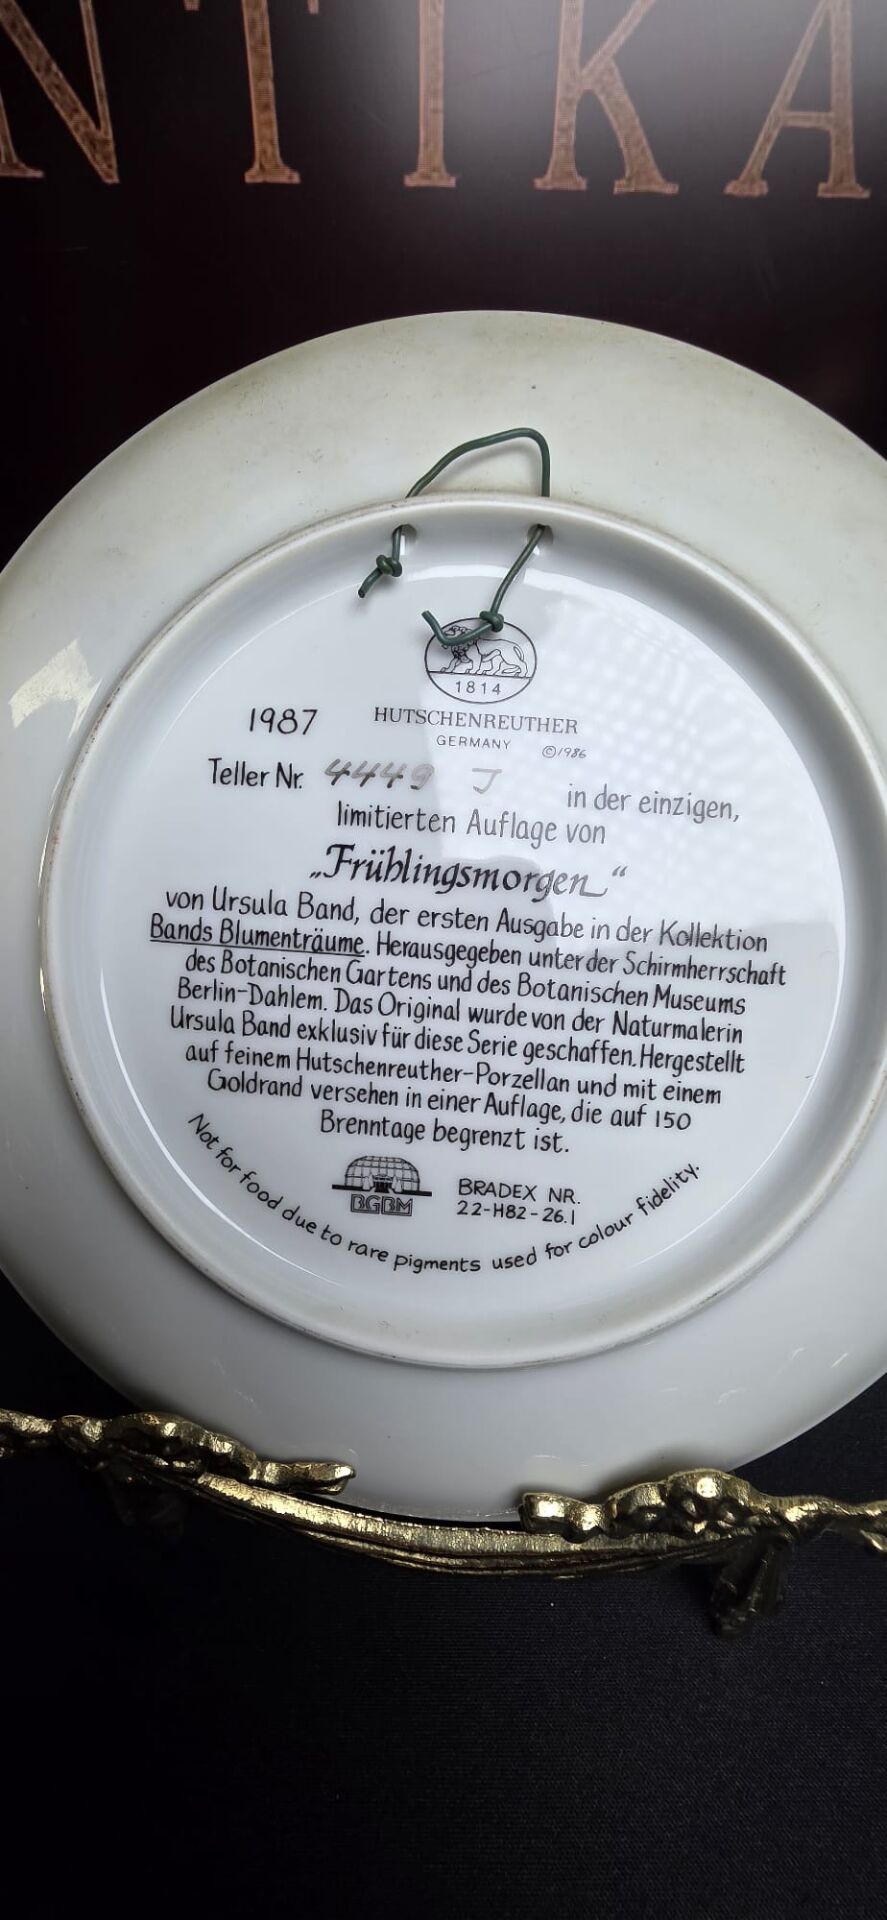 NTIKA
1814
HUTSCHENREUTHER
GERMANY
©1986
1987
Teller Nr. 4449 J in der einzigen,
limitierten Auflage von
„Frühlingsmorgen“
von Ursula Band, der ersten Ausgabe in der Kollektion
Bands Blumenträume. Herausgegeben unter der Schirmherrschaft
des Botanischen Gartens und des Botanischen Museums
Berlin-Dahlem. Das Original wurde von der Naturmalerin
Ursula Band exklusiv für diese Serie geschaffen. Hergestellt
auf feinem Hutschenreuther-Porzellan und mit einem
Goldrand versehen in einer Auflage, die auf 150
Brenntage begrenzt ist.
BGBM
BRADEX NR.
22-H82-26.1
Not for food due to rare pigments used for colour fidelity.